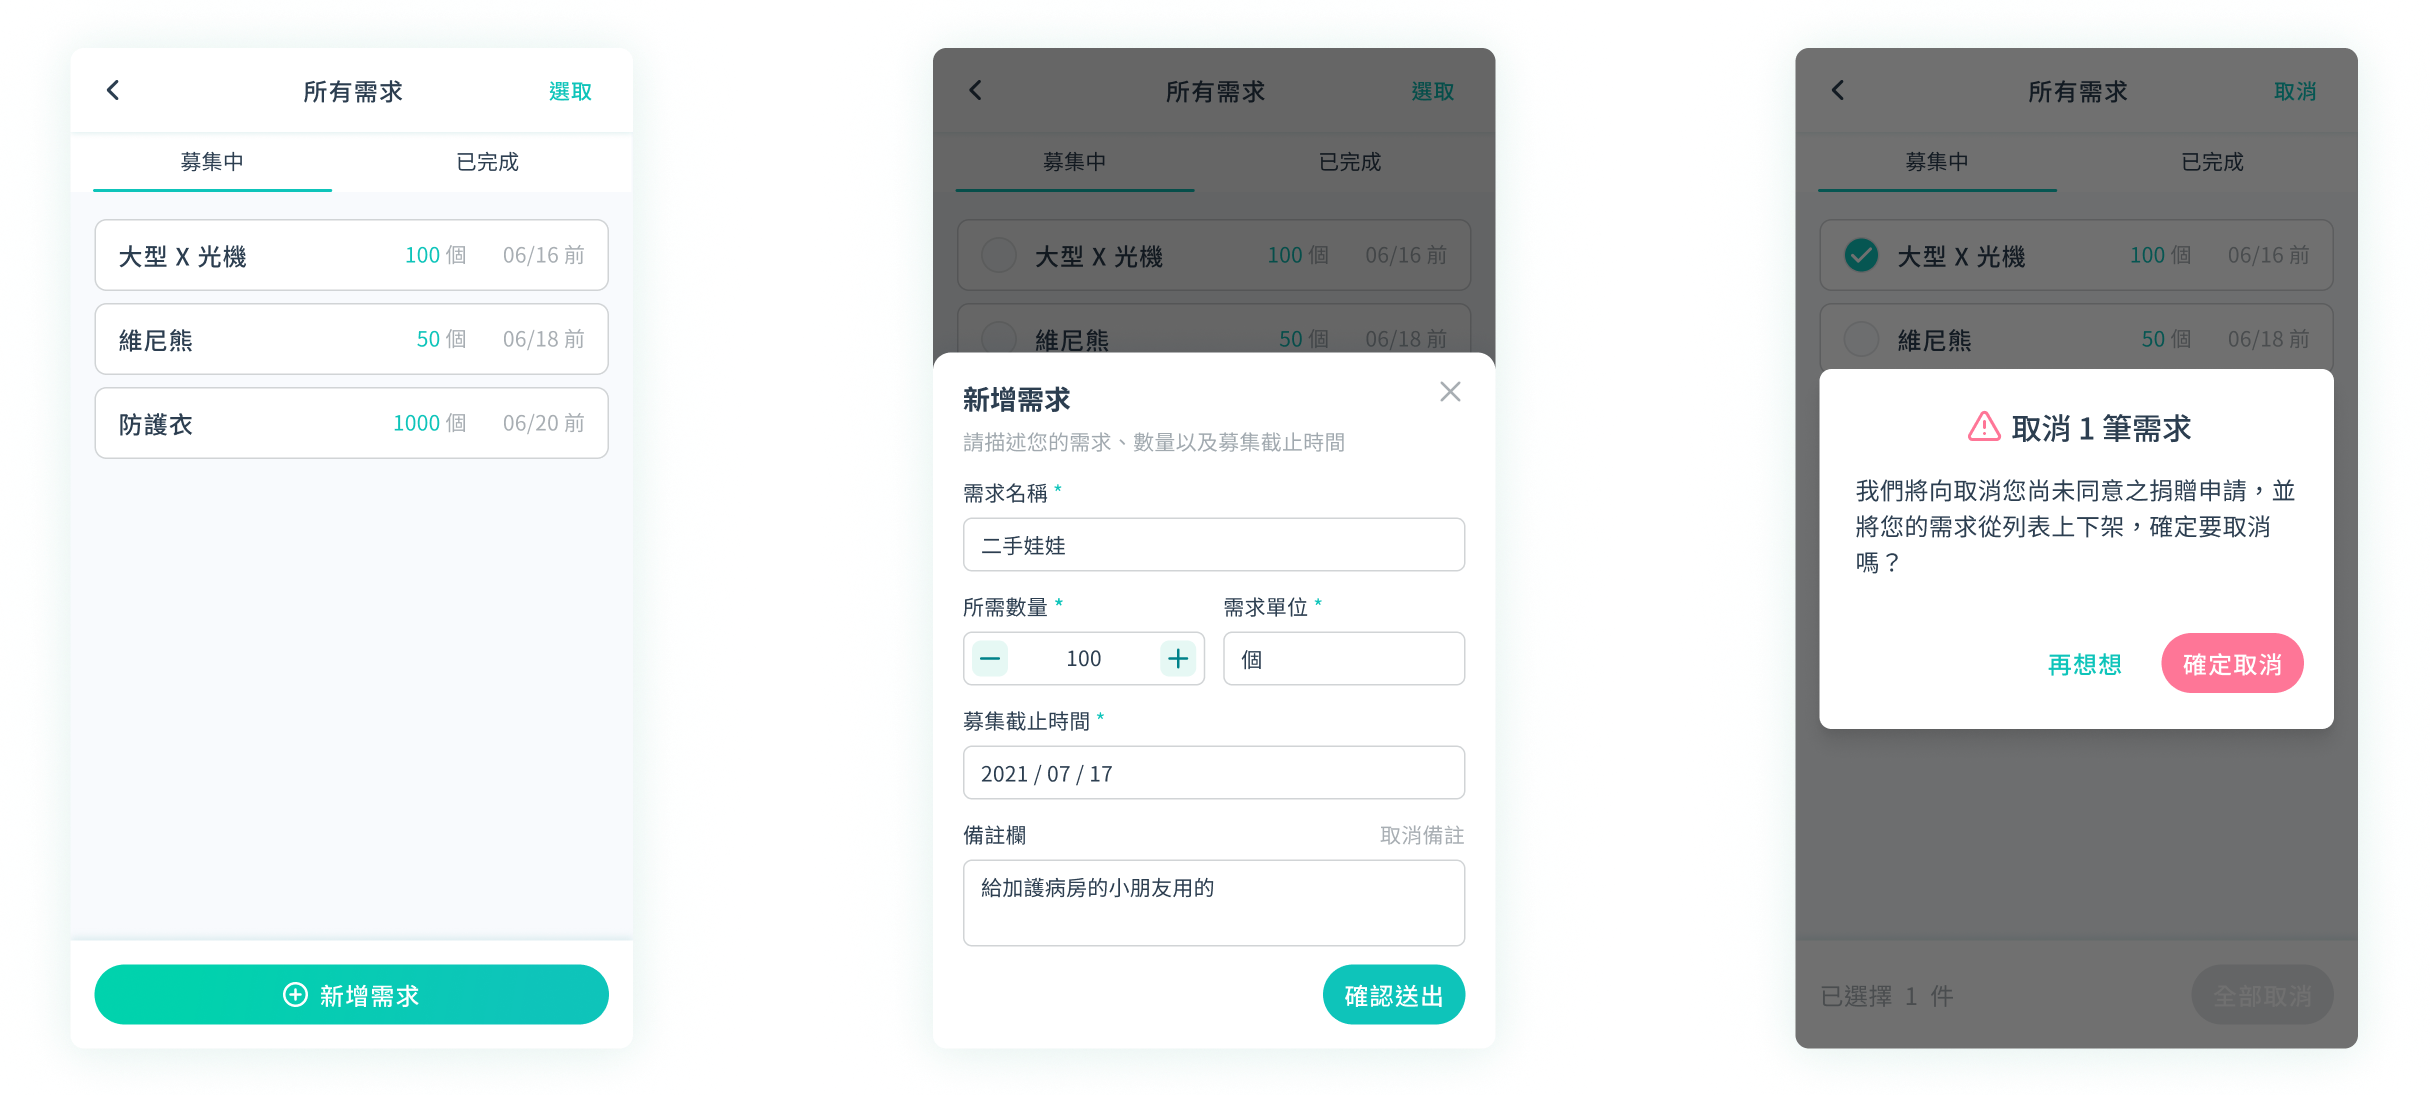 所有需求 選取
募集中 已完成
大型 X 光機 100 個 06/16 前
維尼熊 50 個 06/18 前
防護衣 1000 個 06/20 前
新增需求
所有需求 選取
募集中 已完成
大型 X 光機 100 個 06/16 前
維尼熊 50 個 06/18 前
新增需求
請描述您的需求、數量以及募集截止時間
需求名稱 *
二手娃娃
所需數量 * 需求單位 *
100 個
募集截止時間 *
2021 / 07 / 17
備註欄 取消備註
給加護病房的小朋友用的
確認送出
所有需求 取消
募集中 已完成
大型 X 光機 100 個 06/16 前
維尼熊 50 個 06/18 前
取消 1 筆需求
我們將向取消您尚未同意之捐贈申請，並
將您的需求從列表上下架，確定要取消
嗎？
再想想 確定取消
已選擇 1 件 全部取消